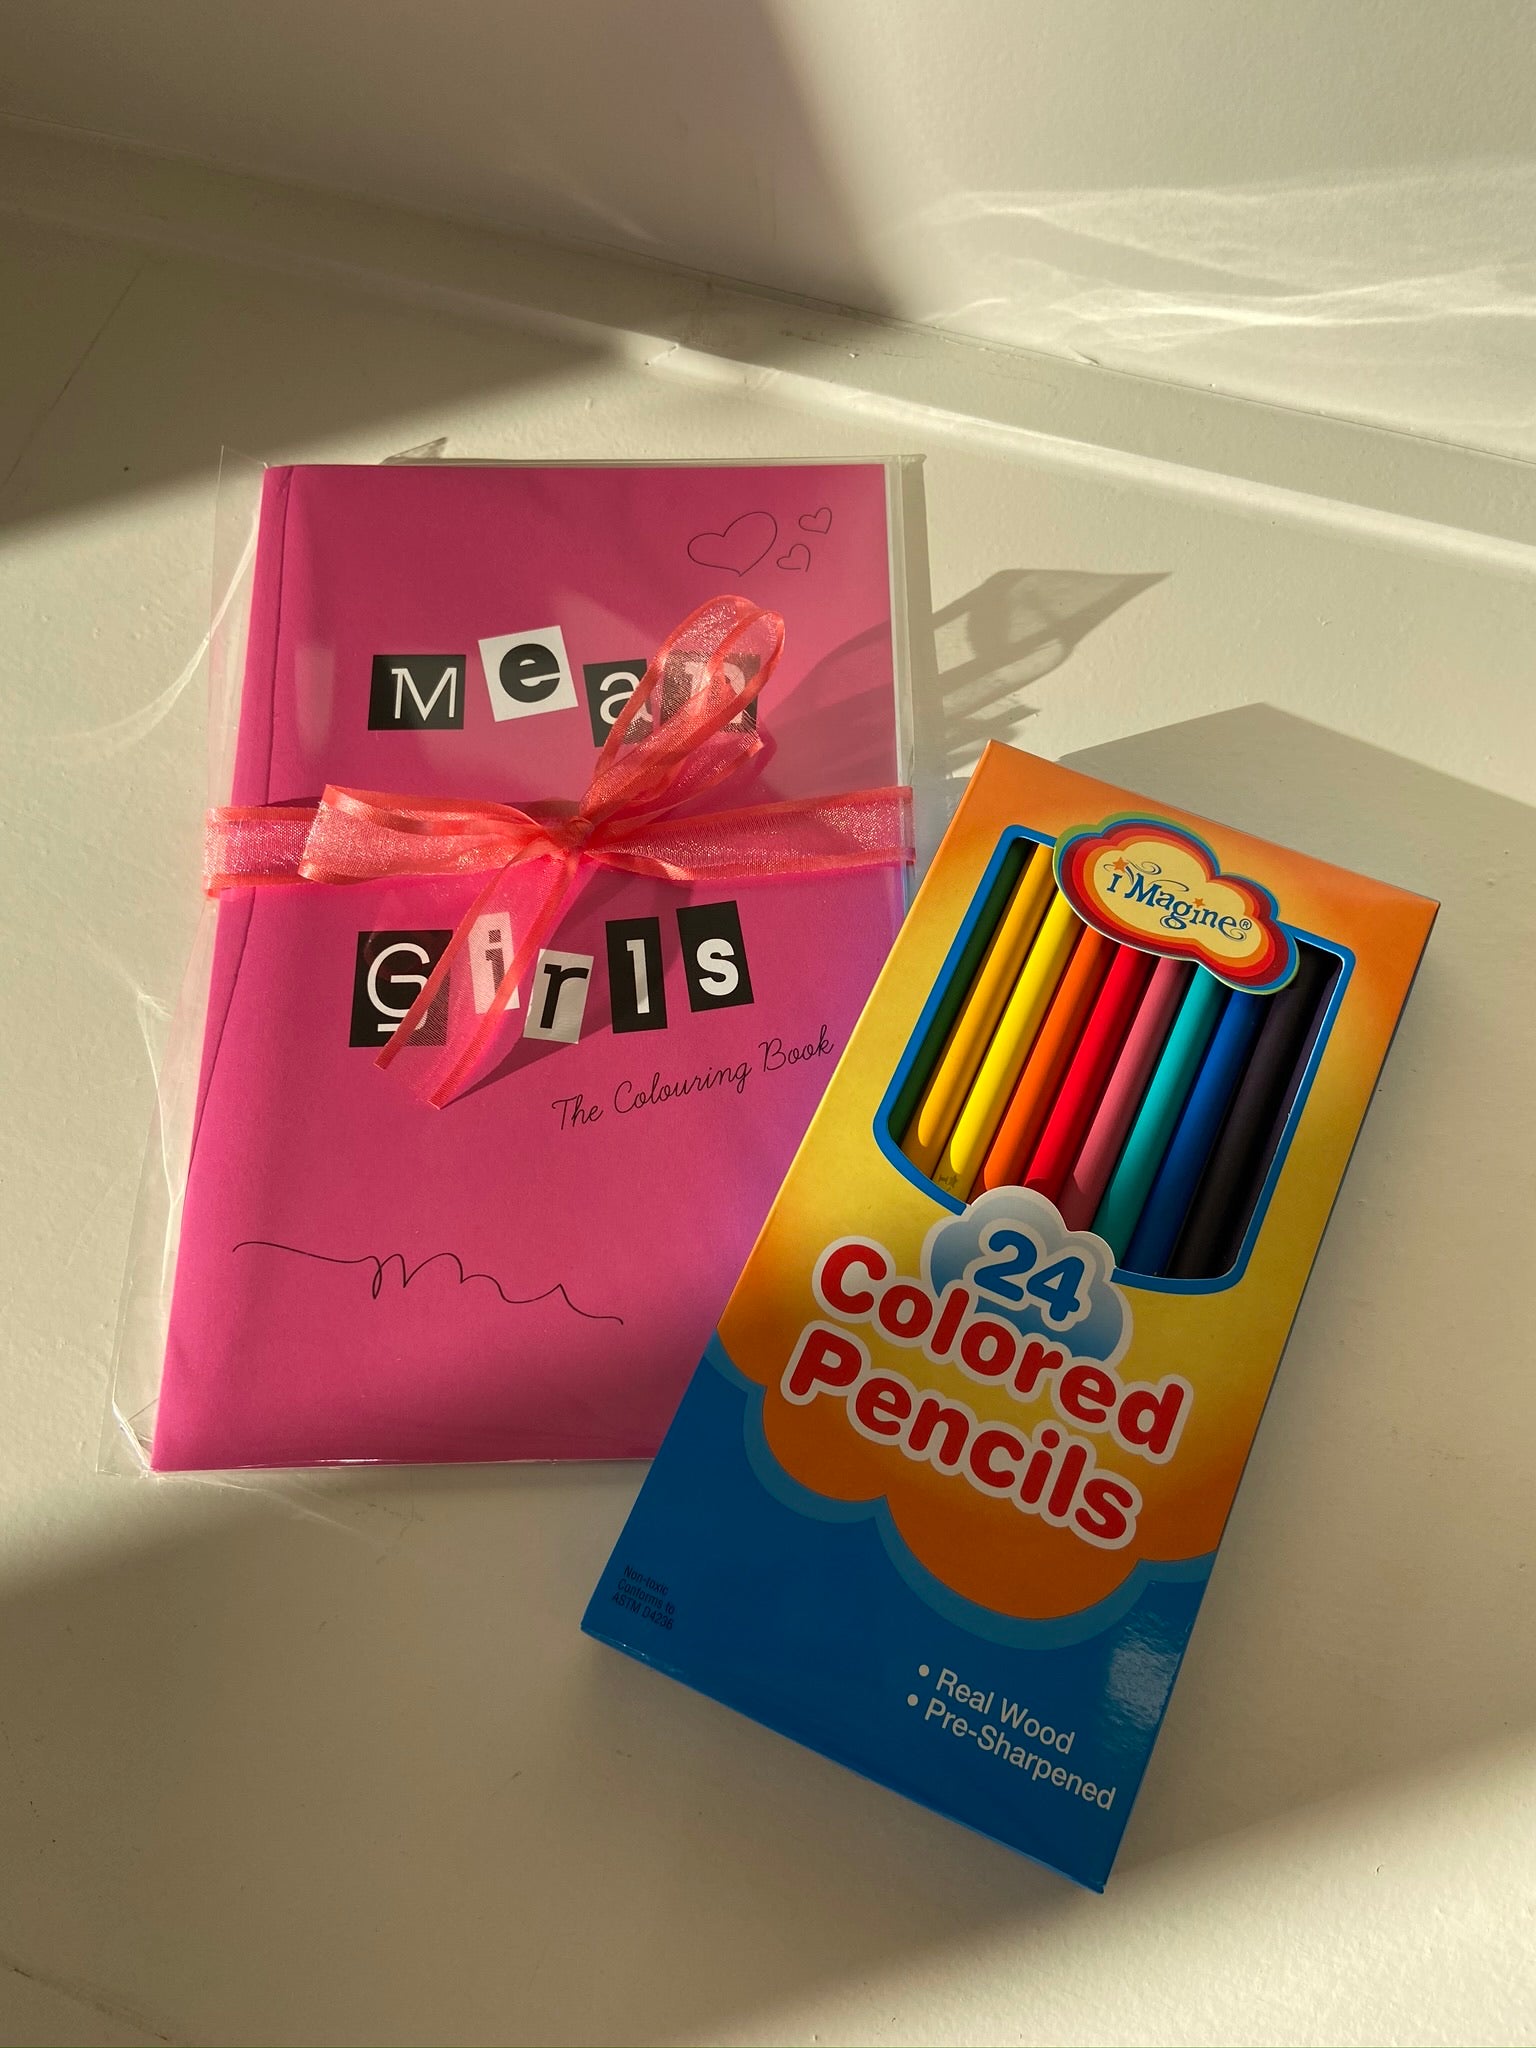 Mean
Girls
The Colouring Book
iMagine®
24
Colored
Pencils
Non-toxic
Conforms to
ASTM D4236
• Real Wood
• Pre-Sharpened